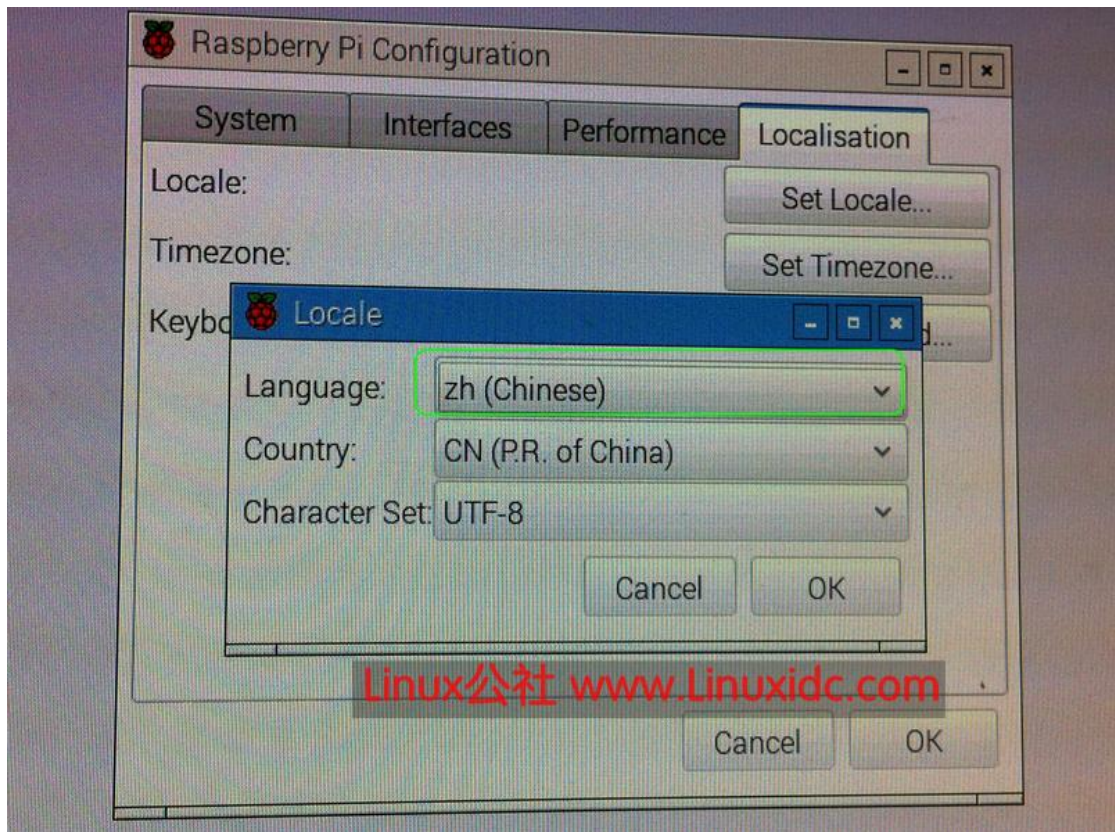 Raspberry Pi Configuration
System Interfaces Performance Localisation
Locale: Set Locale...
Timezone: Set Timezone...
Keybo d...
Locale
Language: zh (Chinese)
Country: CN (P.R. of China)
Character Set: UTF-8
Cancel OK
Linux公社 www.Linuxidc.com
Cancel OK